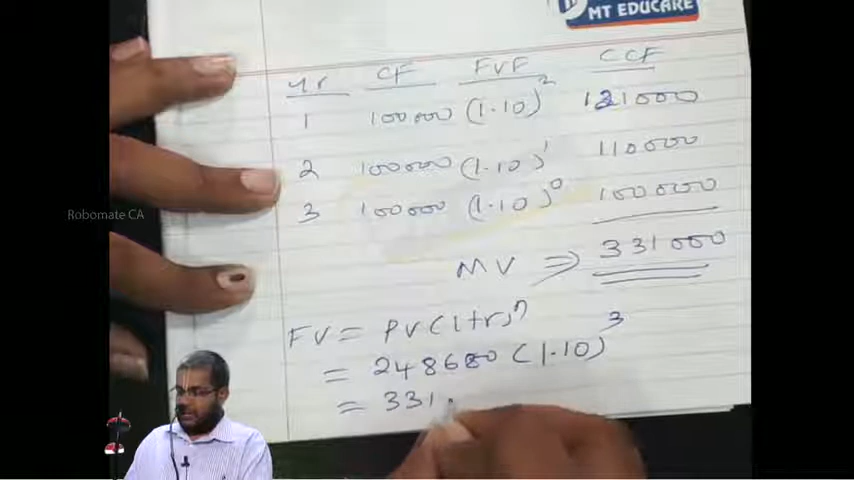 MT EDUCARE
Yr CF FVF CCF
1 100000 (1.10)² 121000
2 100000 (1.10)¹ 110000
3 100000 (1.10)⁰ 100000
MV ⇒ 331000
FV = PV(1+r)ⁿ
= 248680 (1.10)³
= 331
Robomate CA